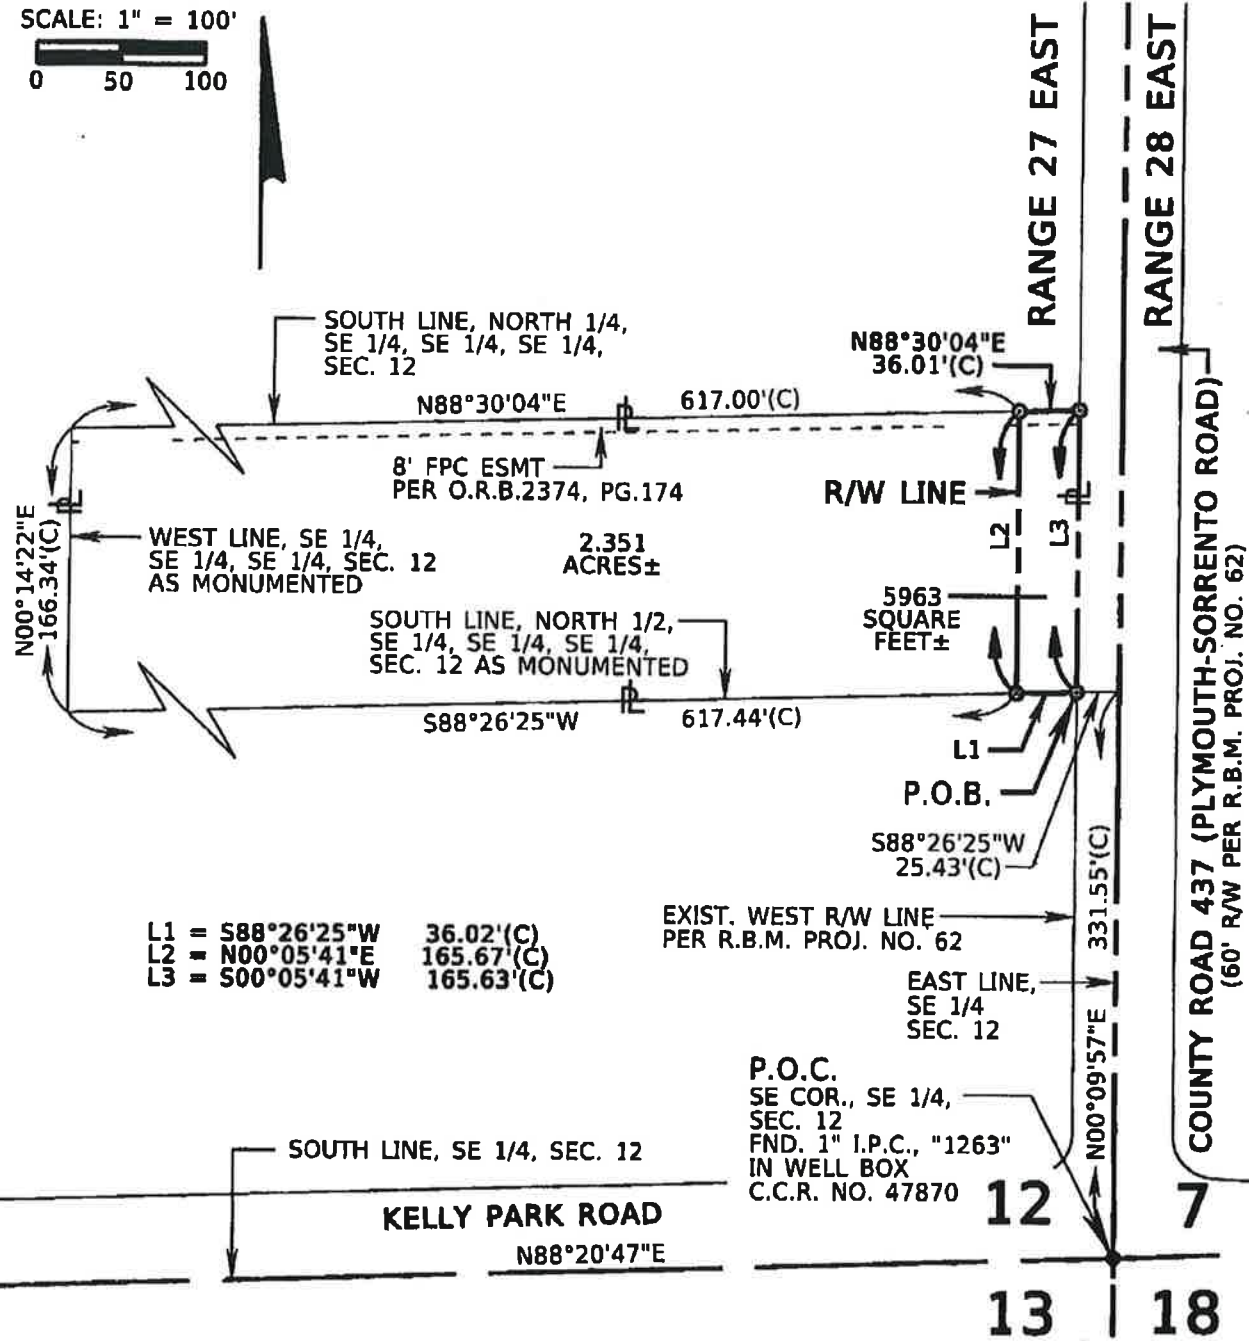 SCALE: 1" = 100'
0 50 100
RANGE 27 EAST
RANGE 28 EAST
SOUTH LINE, NORTH 1/4,
SE 1/4, SE 1/4, SE 1/4,
SEC. 12
N88°30'04"E
36.01'(C)
N88°30'04"E
617.00'(C)
8' FPC ESMT
PER O.R.B.2374, PG.174
R/W LINE
L2
L3
N00°14'22"E
166.34'(C)
WEST LINE, SE 1/4,
SE 1/4, SE 1/4, SEC. 12
AS MONUMENTED
2.351
ACRES±
5963
SQUARE
FEET±
SOUTH LINE, NORTH 1/2,
SE 1/4, SE 1/4, SE 1/4,
SEC. 12 AS MONUMENTED
S88°26'25"W
617.44'(C)
L1
P.O.B.
S88°26'25"W
25.43'(C)
COUNTY ROAD 437 (PLYMOUTH-SORRENTO ROAD)
(60' R/W PER R.B.M. PROJ. NO. 62)
L1 = S88°26'25"W 36.02'(C)
L2 = N00°05'41"E 165.67'(C)
L3 = S00°05'41"W 165.63'(C)
EXIST. WEST R/W LINE
PER R.B.M. PROJ. NO. 62
N00°09'57"E 331.55'(C)
EAST LINE,
SE 1/4
SEC. 12
P.O.C.
SE COR., SE 1/4,
SEC. 12
FND. 1" I.P.C., "1263"
IN WELL BOX
C.C.R. NO. 47870
SOUTH LINE, SE 1/4, SEC. 12
KELLY PARK ROAD
N88°20'47"E
12
7
13
18